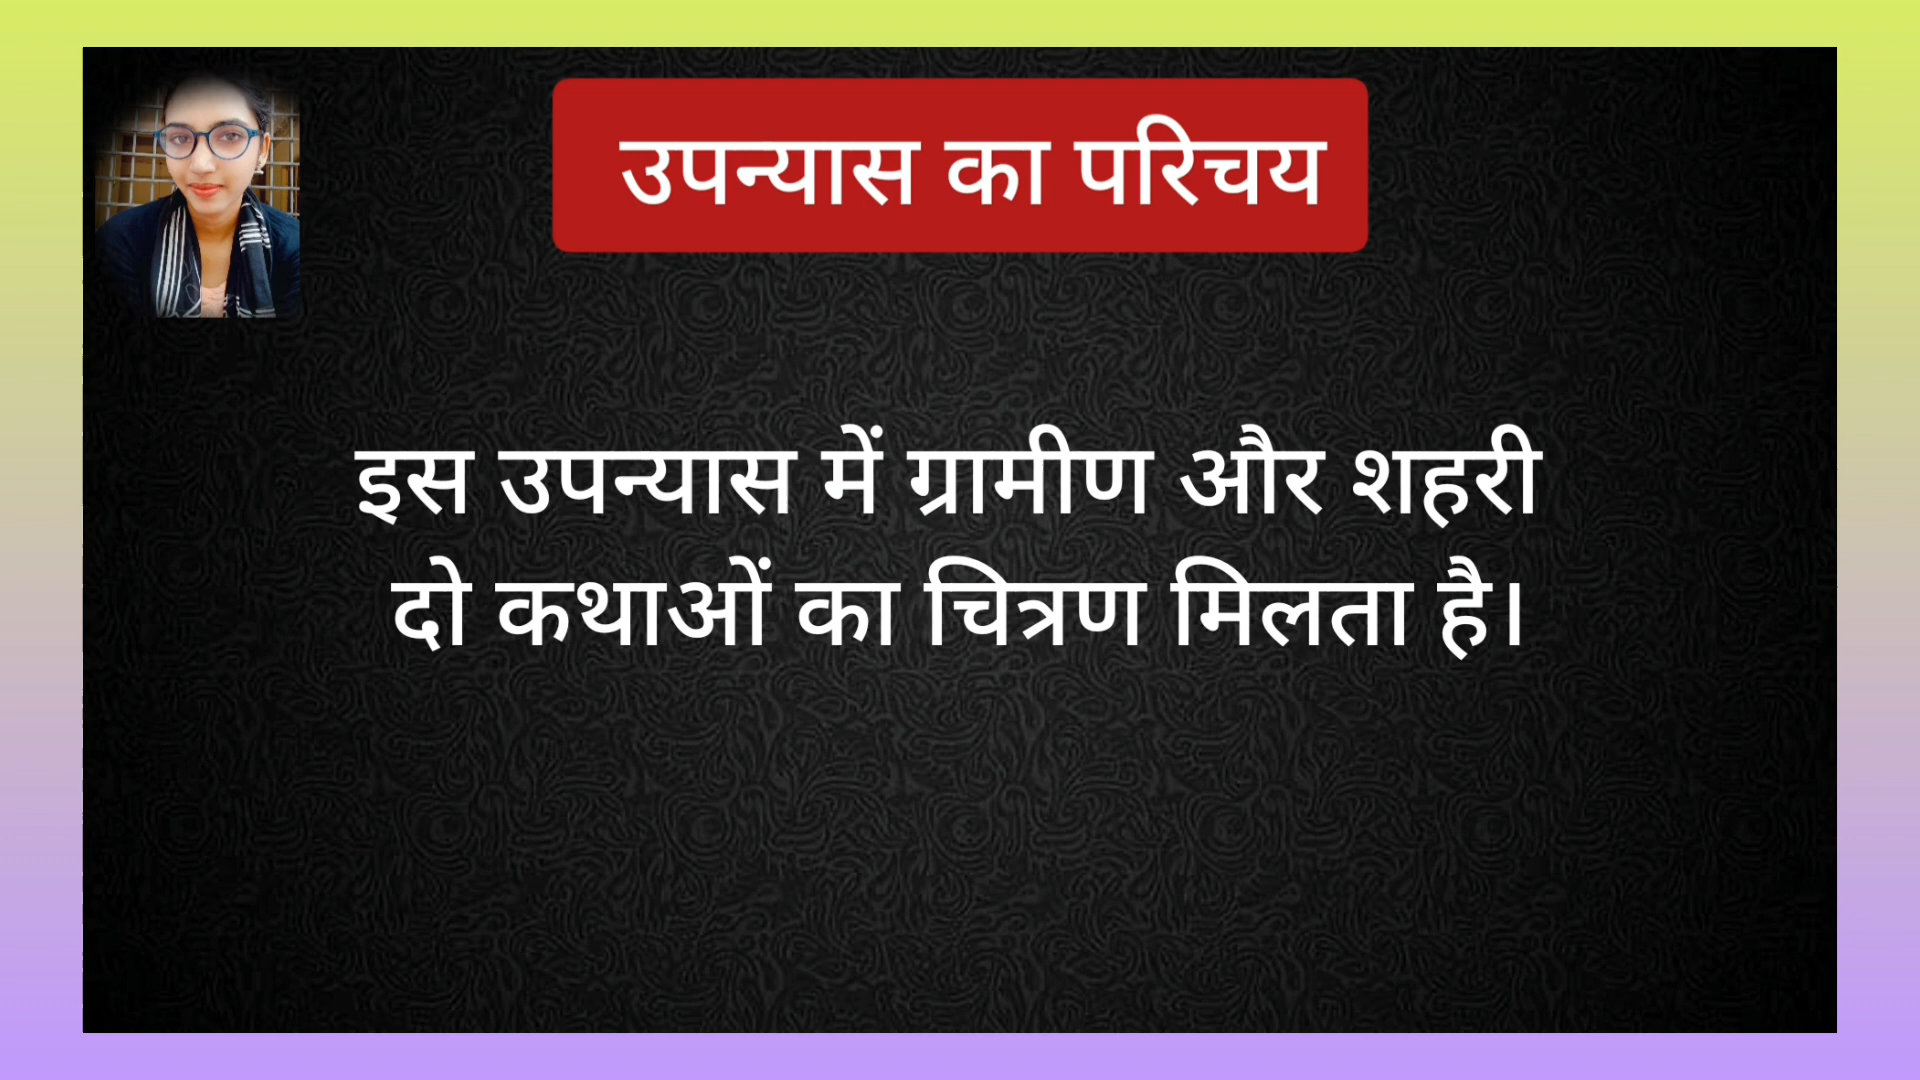 उपन्यास का परिचय
इस उपन्यास में ग्रामीण और शहरी
दो कथाओं का चित्रण मिलता है।